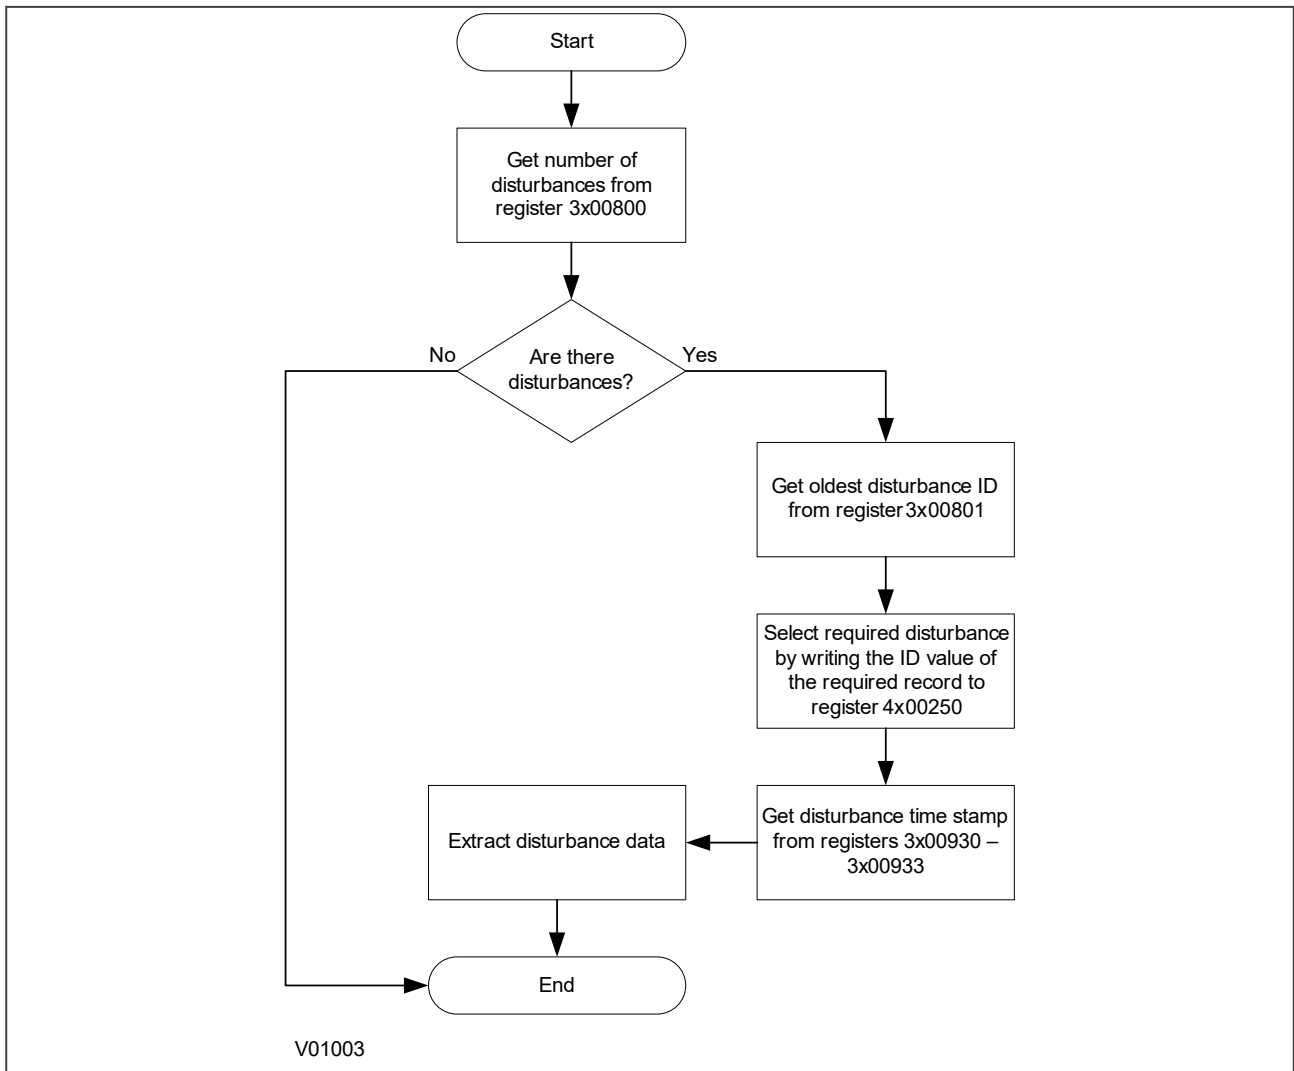 Start
Get number of
disturbances from
register 3x00800
No
Yes
Are there
disturbances?
Get oldest disturbance ID
from register 3x00801
Select required disturbance
by writing the ID value of
the required record to
register 4x00250
Get disturbance time stamp
from registers 3x00930 –
3x00933
Extract disturbance data
End
V01003